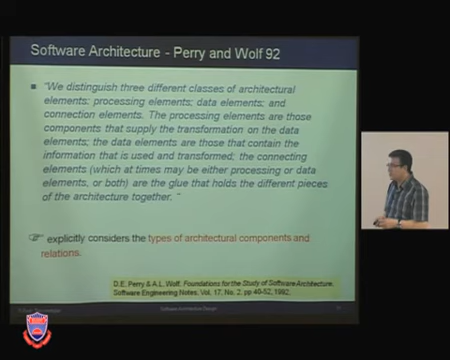 Software Architecture - Perry and Wolf 92
"We distinguish three different classes of architectural
elements: processing elements; data elements; and
connection elements. The processing elements are those
components that supply the transformation on the data
elements; the data elements are those that contain the
information that is used and transformed; the connecting
elements (which at times may be either processing or data
elements, or both) are the glue that holds the different pieces
of the architecture together. "
☞ explicitly considers the types of architectural components and
relations.
D.E. Perry & A.L. Wolf. Foundations for the Study of Software Architecture.
Software Engineering Notes, Vol. 17, No. 2, pp 40-52, 1992.
Software Architecture Design